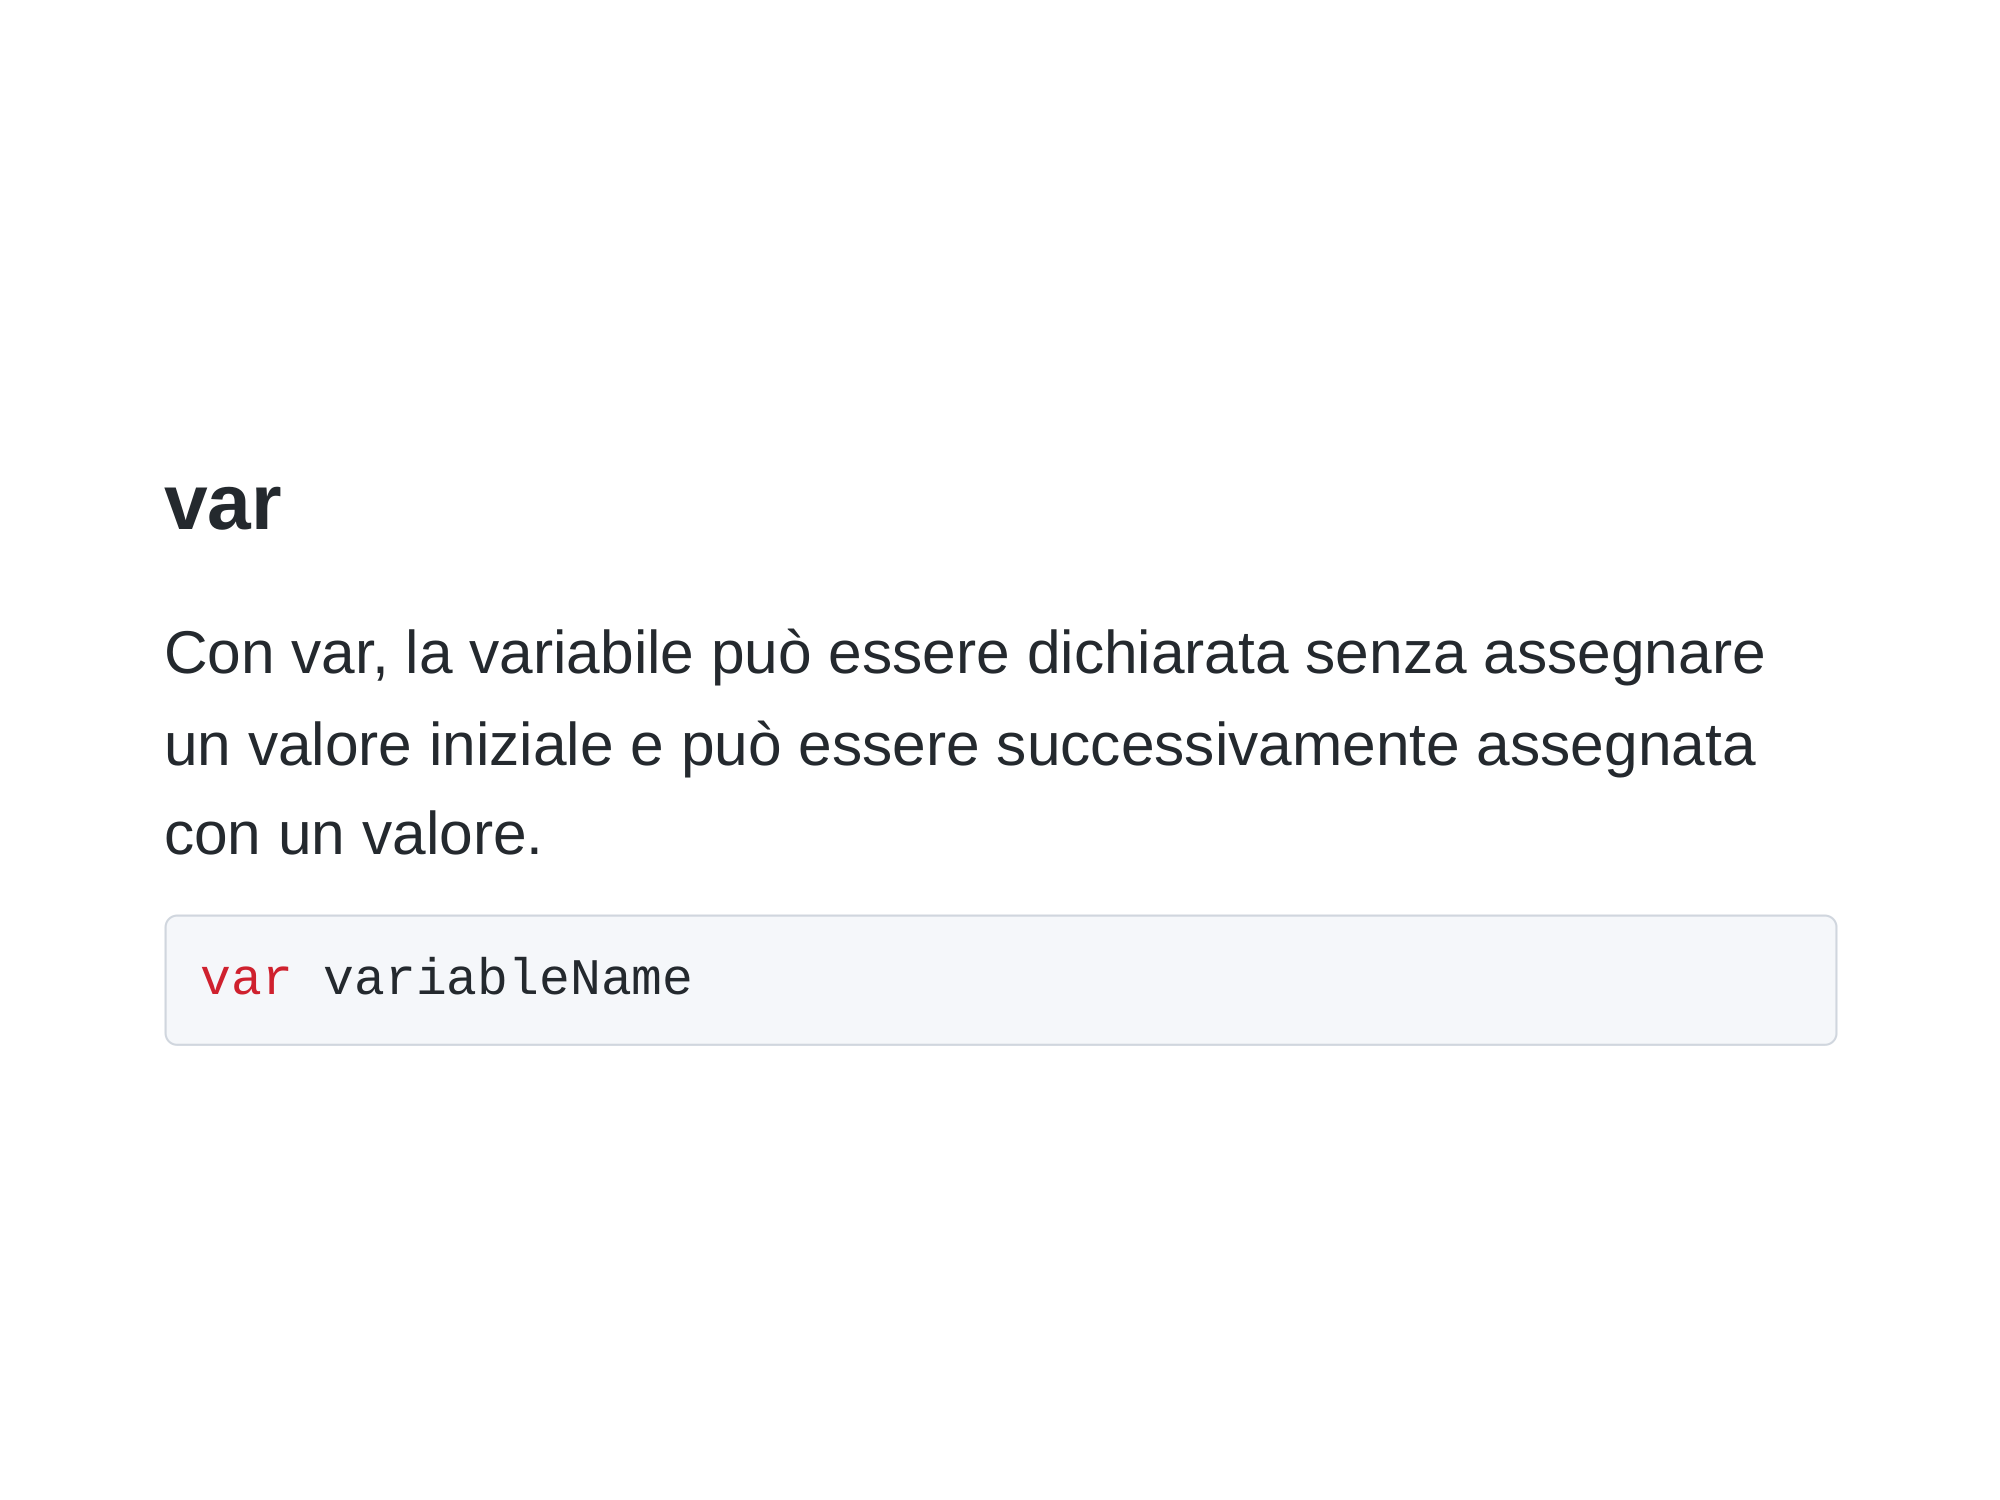 var
Con var, la variabile può essere dichiarata senza assegnare
un valore iniziale e può essere successivamente assegnata
con un valore.
var variableName